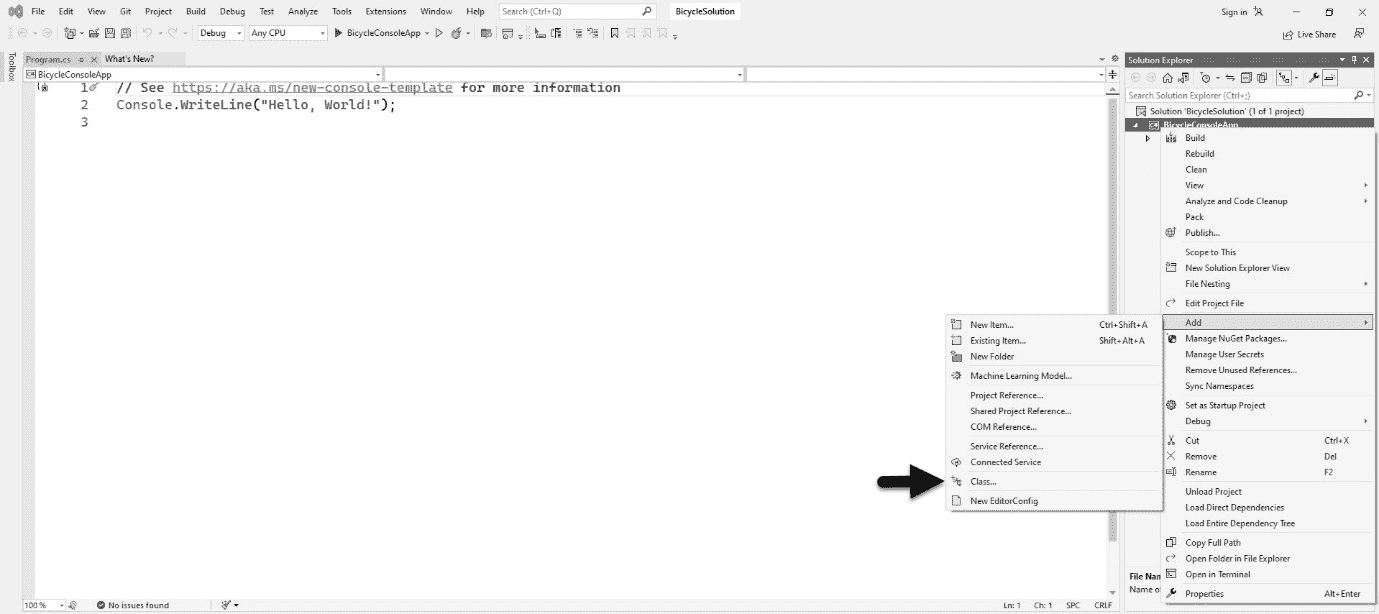 File Edit View Git Project Build Debug Test Analyze Tools Extensions Window Help Search (Ctrl+Q) BicycleSolution Sign in
Debug Any CPU BicycleConsoleApp Live Share
Toolbox
Program.cs What's New?
BicycleConsoleApp
1 // See https://aka.ms/new-console-template for more information
2 Console.WriteLine("Hello, World!");
3
Solution Explorer
Search Solution Explorer (Ctrl+;)
Solution 'BicycleSolution' (1 of 1 project)
BicycleConsoleApp
Build
Rebuild
Clean
View
Analyze and Code Cleanup
Pack
Publish...
Scope to This
New Solution Explorer View
File Nesting
Edit Project File
Add
Manage NuGet Packages...
Manage User Secrets
Remove Unused References...
Sync Namespaces
Set as Startup Project
Debug
Cut Ctrl+X
Remove Del
Rename F2
Unload Project
Load Direct Dependencies
Load Entire Dependency Tree
Copy Full Path
Open Folder in File Explorer
Open in Terminal
Properties Alt+Enter
New Item... Ctrl+Shift+A
Existing Item... Shift+Alt+A
New Folder
Machine Learning Model...
Project Reference...
Shared Project Reference...
COM Reference...
Service Reference...
Connected Service
Class...
New EditorConfig
File Nam
Name of
100 % No issues found Ln: 1 Ch: 1 SPC CRLF